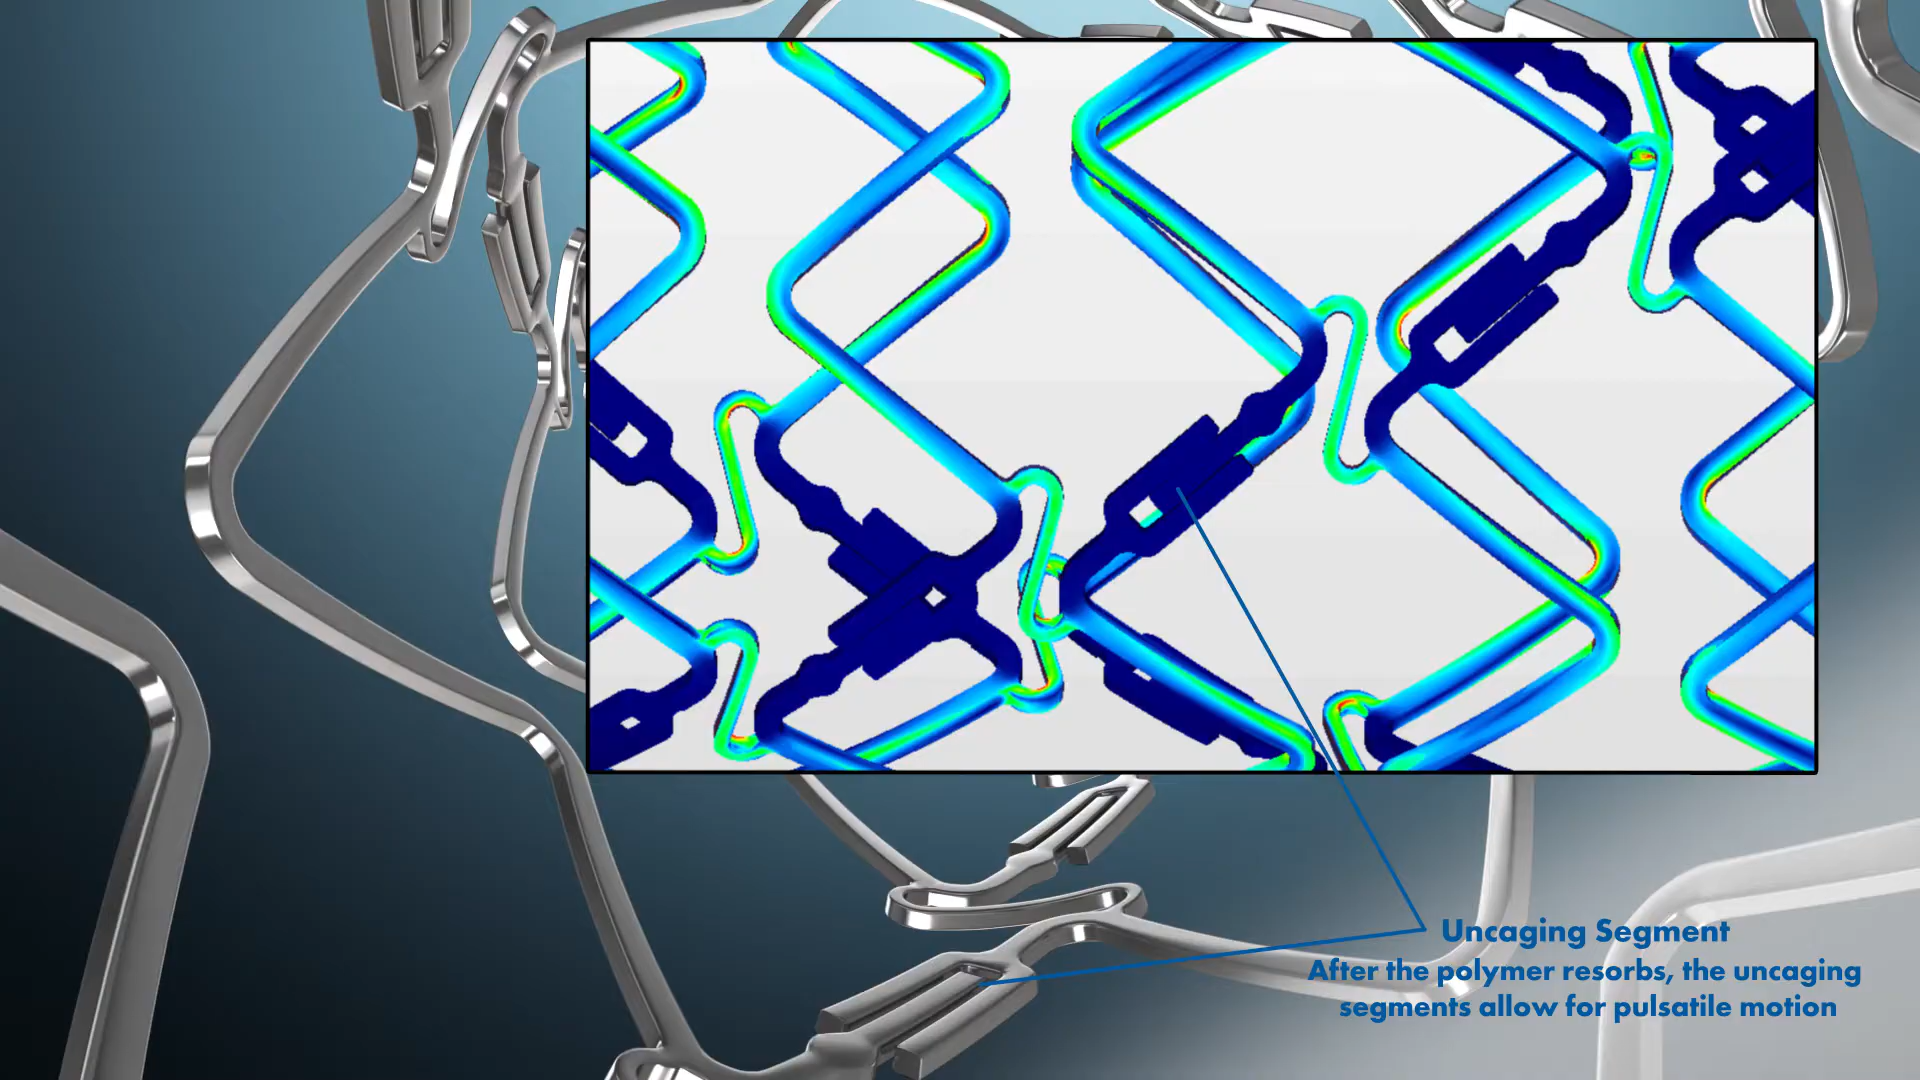 Uncaging Segment
After the polymer resorbs, the uncaging
segments allow for pulsatile motion